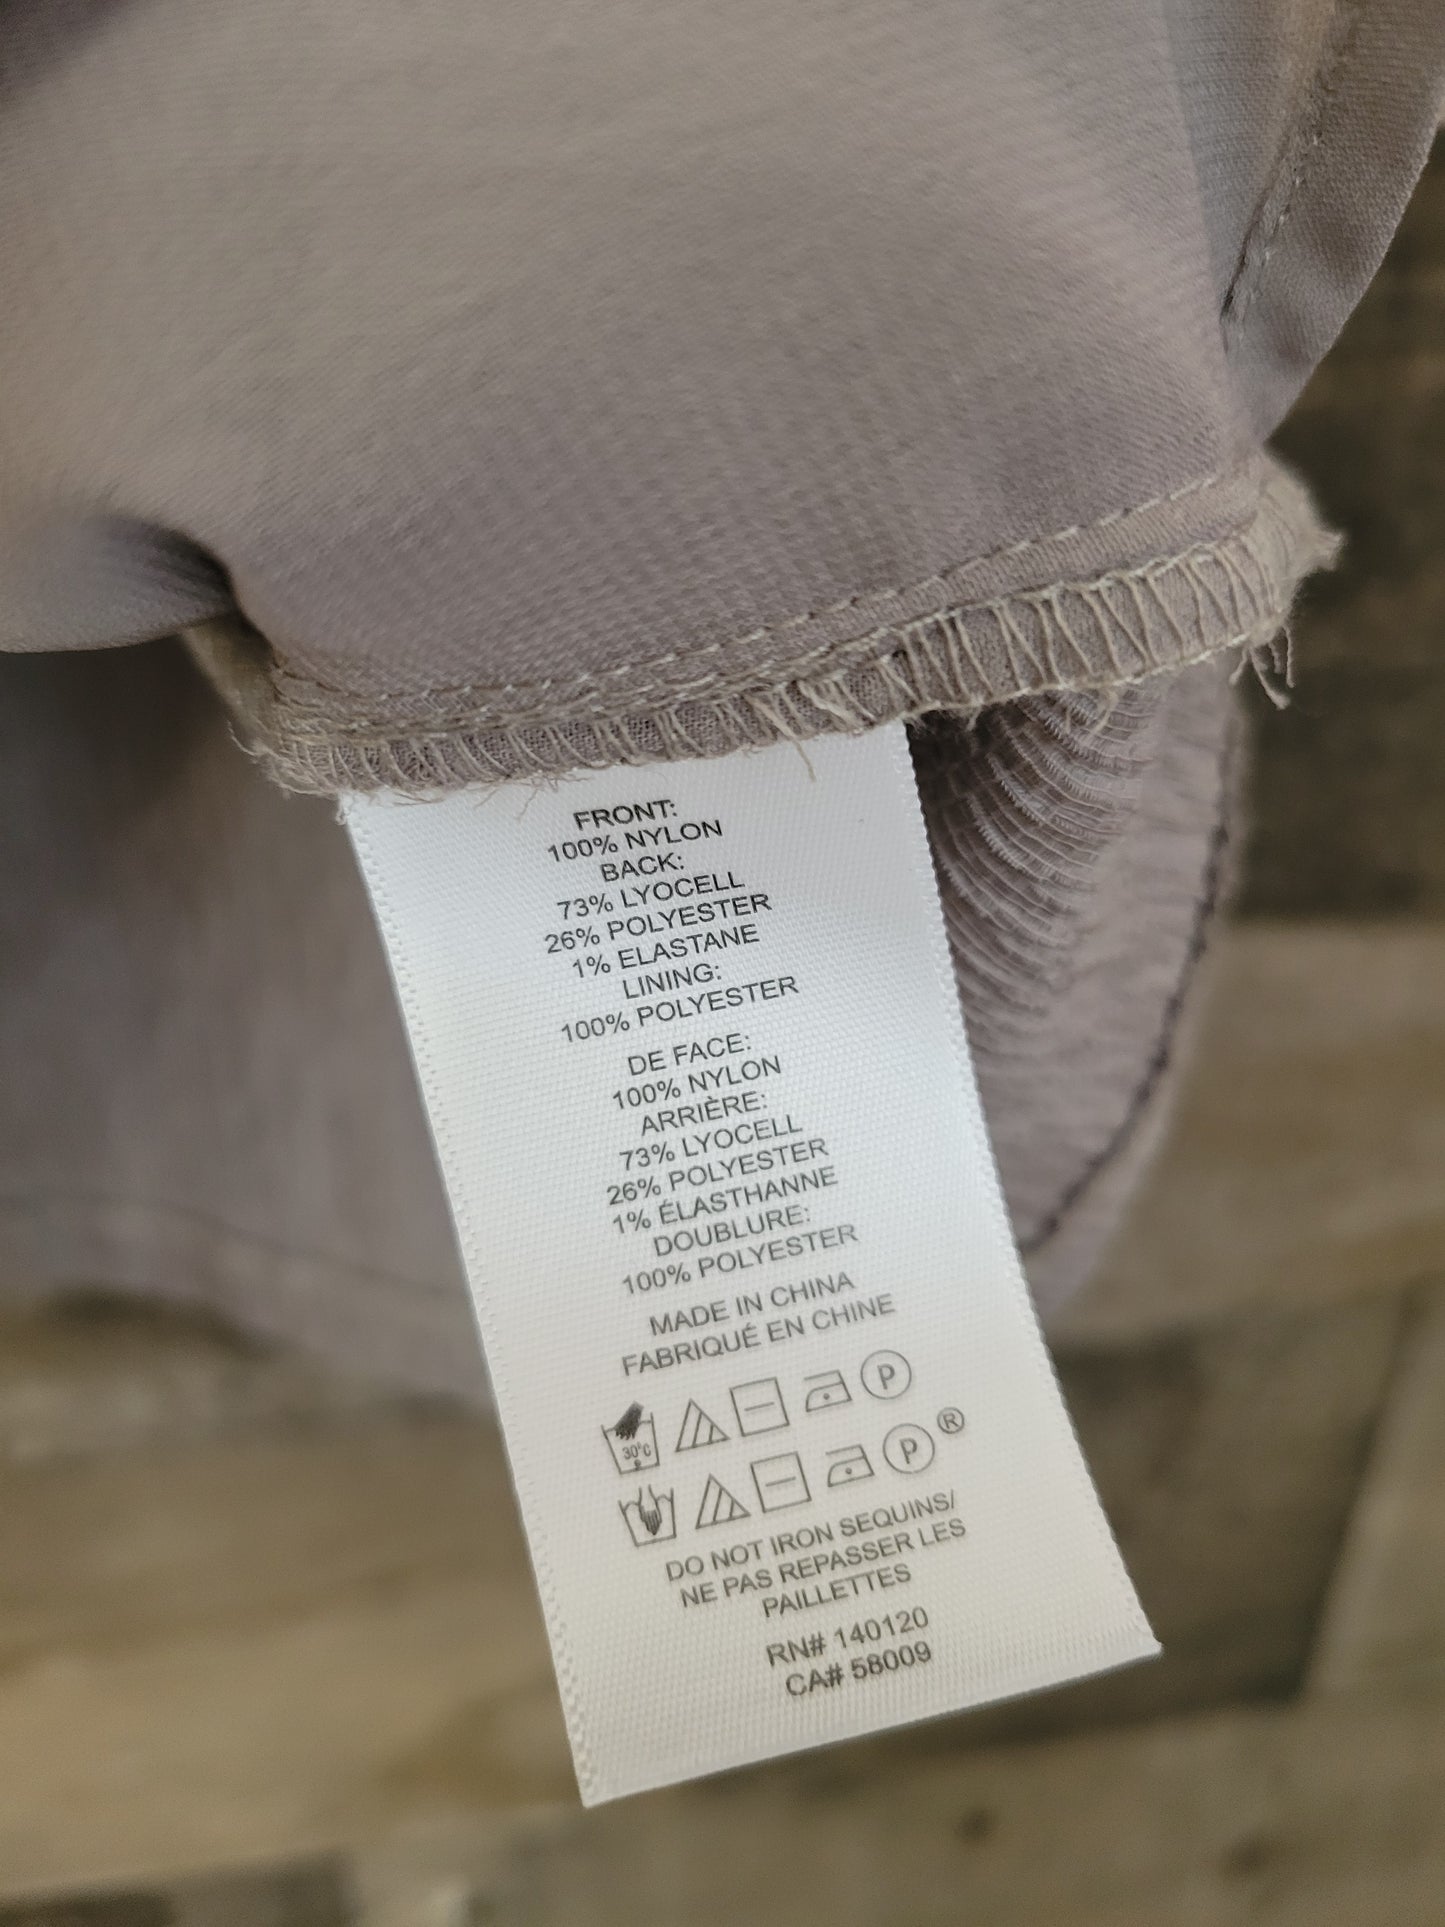 FRONT:
100% NYLON
BACK:
73% LYOCELL
26% POLYESTER
1% ELASTANE
LINING:
100% POLYESTER
DE FACE:
100% NYLON
ARRIÈRE:
73% LYOCELL
26% POLYESTER
1% ÉLASTHANNE
DOUBLURE:
100% POLYESTER
MADE IN CHINA
FABRIQUÉ EN CHINE
30°C P
P ®
DO NOT IRON SEQUINS/
NE PAS REPASSER LES
PAILLETTES
RN# 140120
CA# 58009